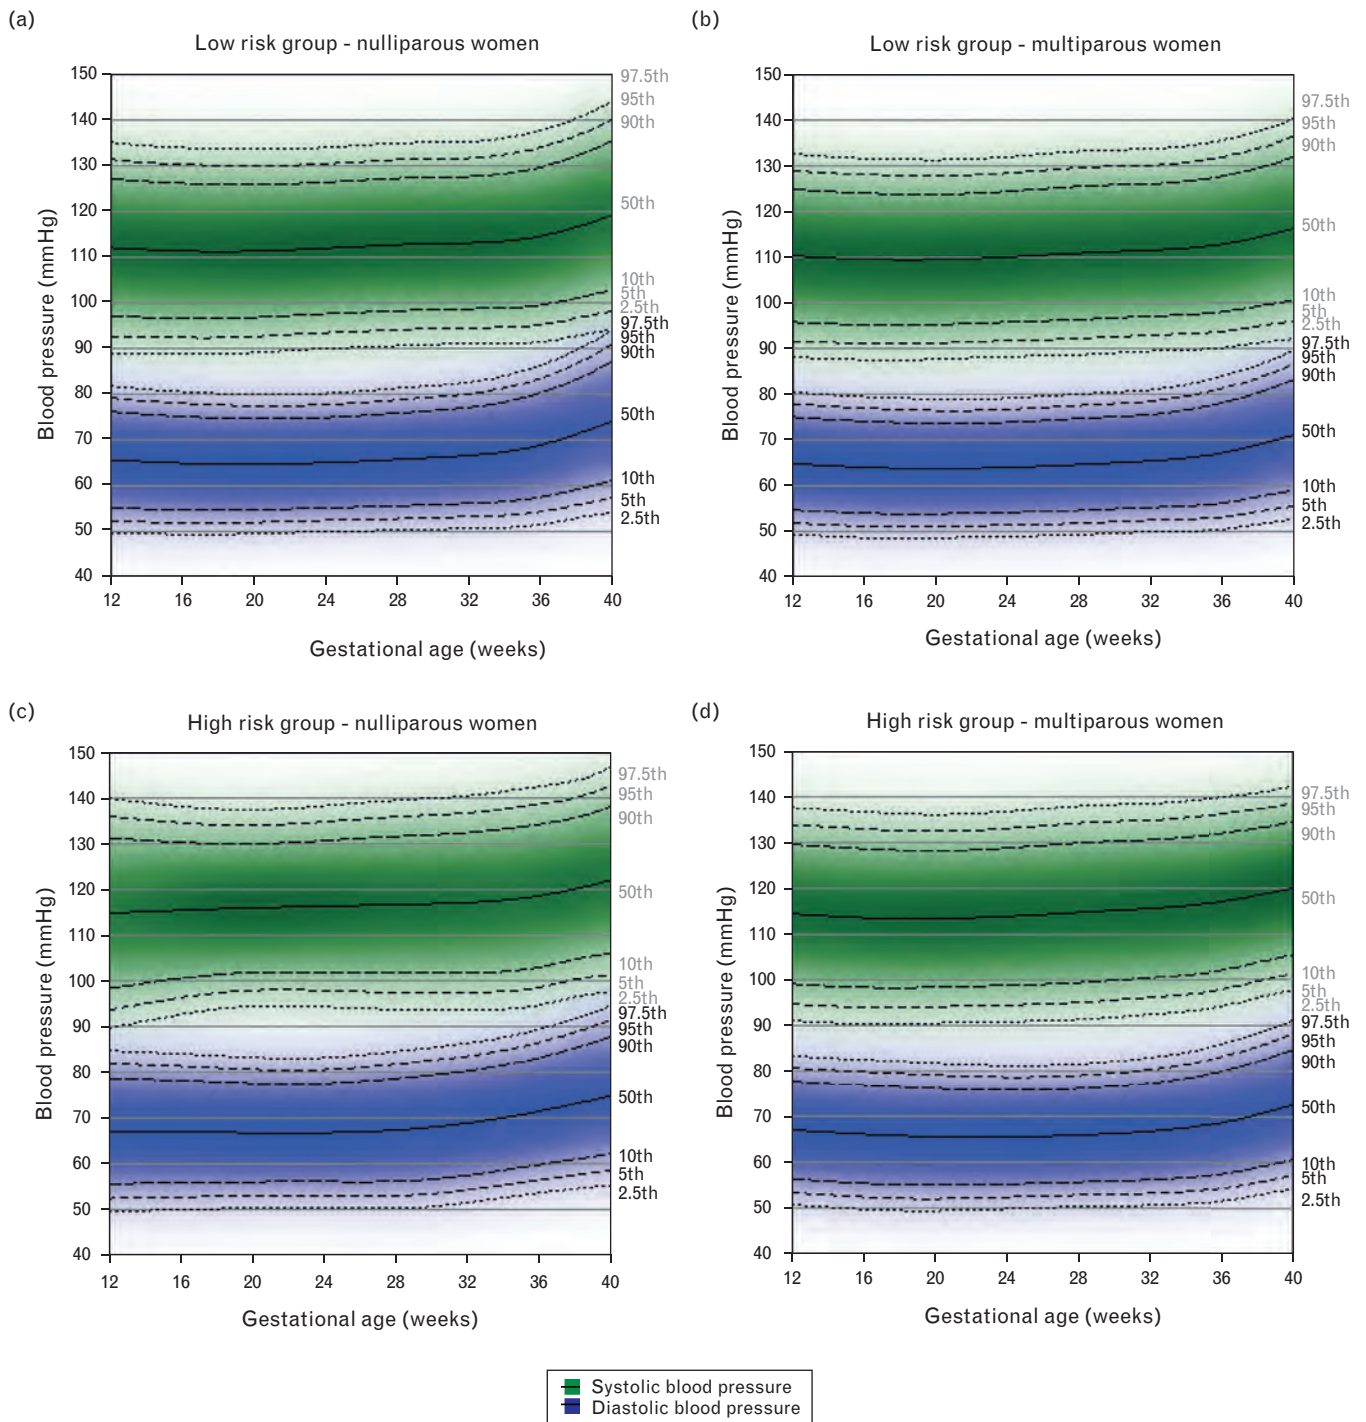 (a)
Low risk group - nulliparous women
150
140
130
120
110
100
90
80
70
60
50
40
Blood pressure (mmHg)
12 16 20 24 28 32 36 40
Gestational age (weeks)
97.5th
95th
90th
50th
10th
5th
2.5th
97.5th
95th
90th
50th
10th
5th
2.5th
(b)
Low risk group - multiparous women
150
140
130
120
110
100
90
80
70
60
50
40
Blood pressure (mmHg)
12 16 20 24 28 32 36 40
Gestational age (weeks)
97.5th
95th
90th
50th
10th
5th
2.5th
97.5th
95th
90th
50th
10th
5th
2.5th
(c)
High risk group - nulliparous women
150
140
130
120
110
100
90
80
70
60
50
40
Blood pressure (mmHg)
12 16 20 24 28 32 36 40
Gestational age (weeks)
97.5th
95th
90th
50th
10th
5th
2.5th
97.5th
95th
90th
50th
10th
5th
2.5th
(d)
High risk group - multiparous women
150
140
130
120
110
100
90
80
70
60
50
40
Blood pressure (mmHg)
12 16 20 24 28 32 36 40
Gestational age (weeks)
97.5th
95th
90th
50th
10th
5th
2.5th
97.5th
95th
90th
50th
10th
5th
2.5th
Systolic blood pressure
Diastolic blood pressure